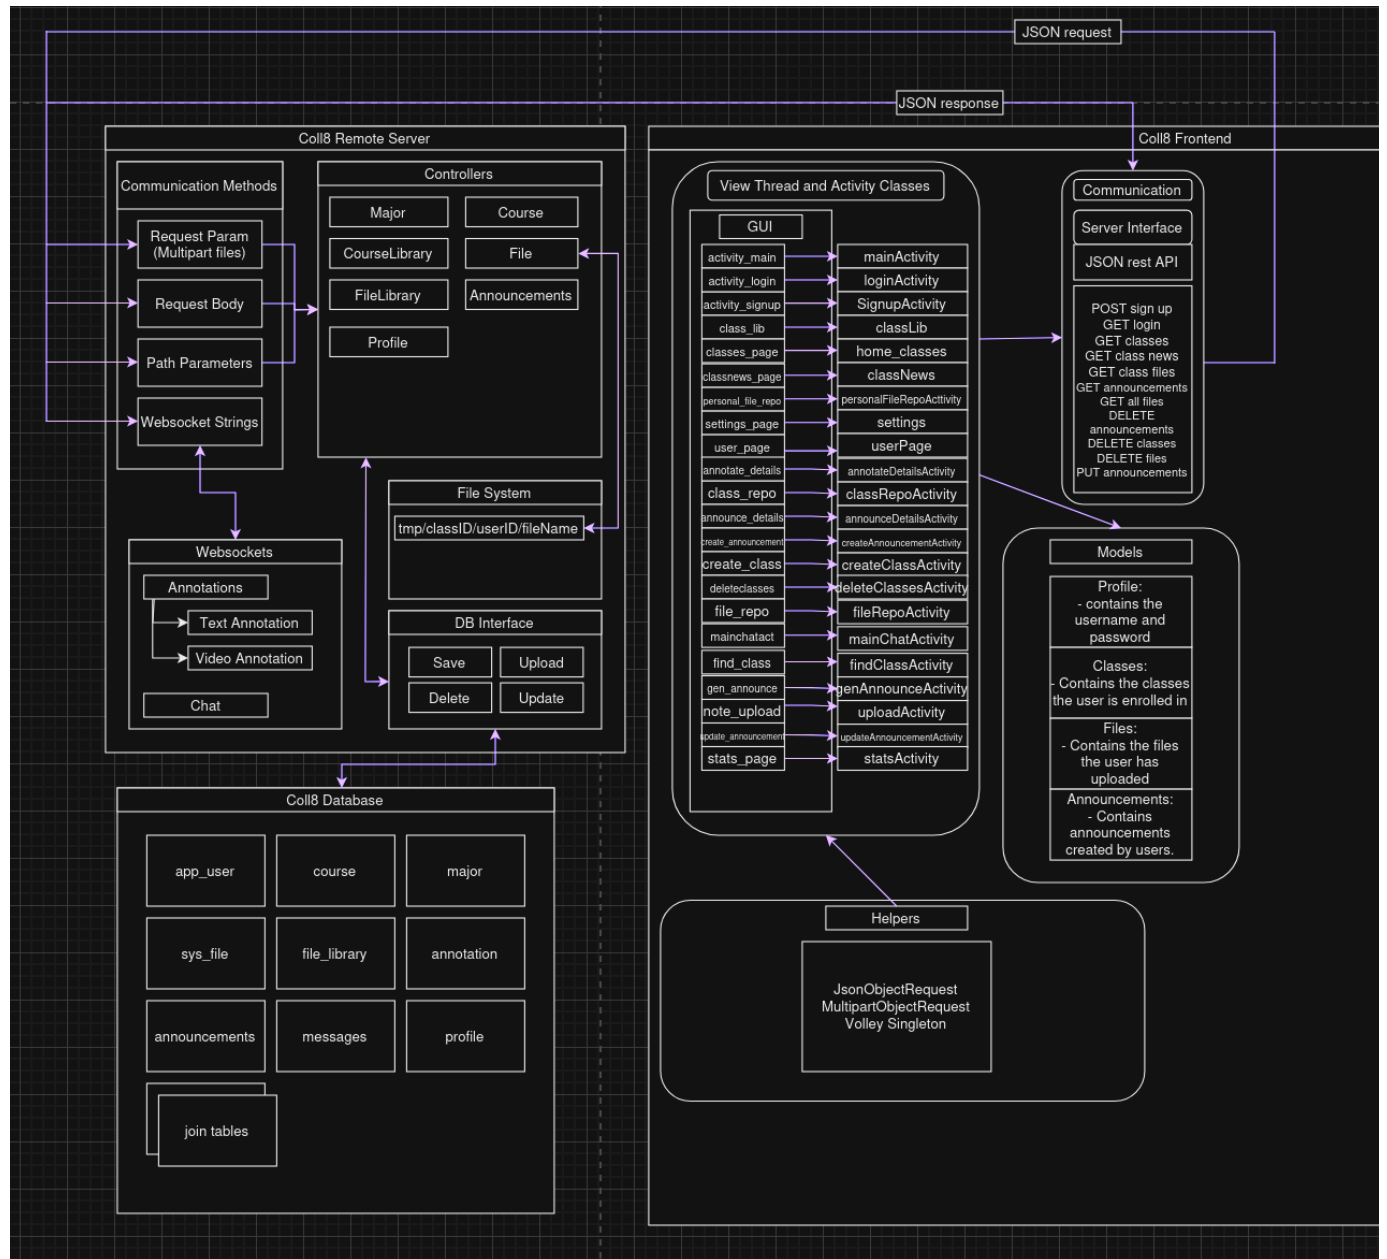 JSON request
JSON response
Coll8 Remote Server
Communication Methods
Request Param
(Multipart files)
Request Body
Path Parameters
Websocket Strings
Controllers
Major
Course
CourseLibrary
File
FileLibrary
Announcements
Profile
File System
tmp/classID/userID/fileName
Websockets
Annotations
Text Annotation
Video Annotation
Chat
DB Interface
Save
Upload
Delete
Update
Coll8 Database
app_user
course
major
sys_file
file_library
annotation
announcements
messages
profile
join tables
Coll8 Frontend
View Thread and Activity Classes
GUI
activity_main
mainActivity
activity_login
loginActivity
activity_signup
SignupActivity
class_lib
classLib
classes_page
home_classes
classnews_page
classNews
personal_file_repo
personalFileRepoActtivity
settings_page
settings
user_page
userPage
annotate_details
annotateDetailsActivity
class_repo
classRepoActivity
announce_details
announceDetailsActivity
create_announcement
createAnnouncementActivity
create_class
createClassActivity
deleteclasses
deleteClassesActivity
file_repo
fileRepoActivity
mainchatact
mainChatActivity
find_class
findClassActivity
gen_announce
genAnnounceActivity
note_upload
uploadActivity
update_announcement
updateAnnouncementActivity
stats_page
statsActivity
Communication
Server Interface
JSON rest API
POST sign up
GET login
GET classes
GET class news
GET class files
GET announcements
GET all files
DELETE
announcements
DELETE classes
DELETE files
PUT announcements
Models
Profile:
- contains the
username and
password
Classes:
- Contains the classes
the user is enrolled in
Files:
- Contains the files
the user has
uploaded
Announcements:
- Contains
announcements
created by users.
Helpers
JsonObjectRequest
MultipartObjectRequest
Volley Singleton